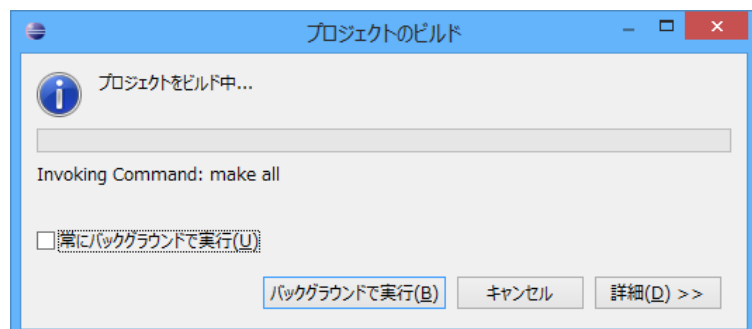 プロジェクトのビルド
プロジェクトをビルド中...
Invoking Command: make all
常にバックグラウンドで実行(U)
バックグラウンドで実行(B) キャンセル 詳細(D) >>